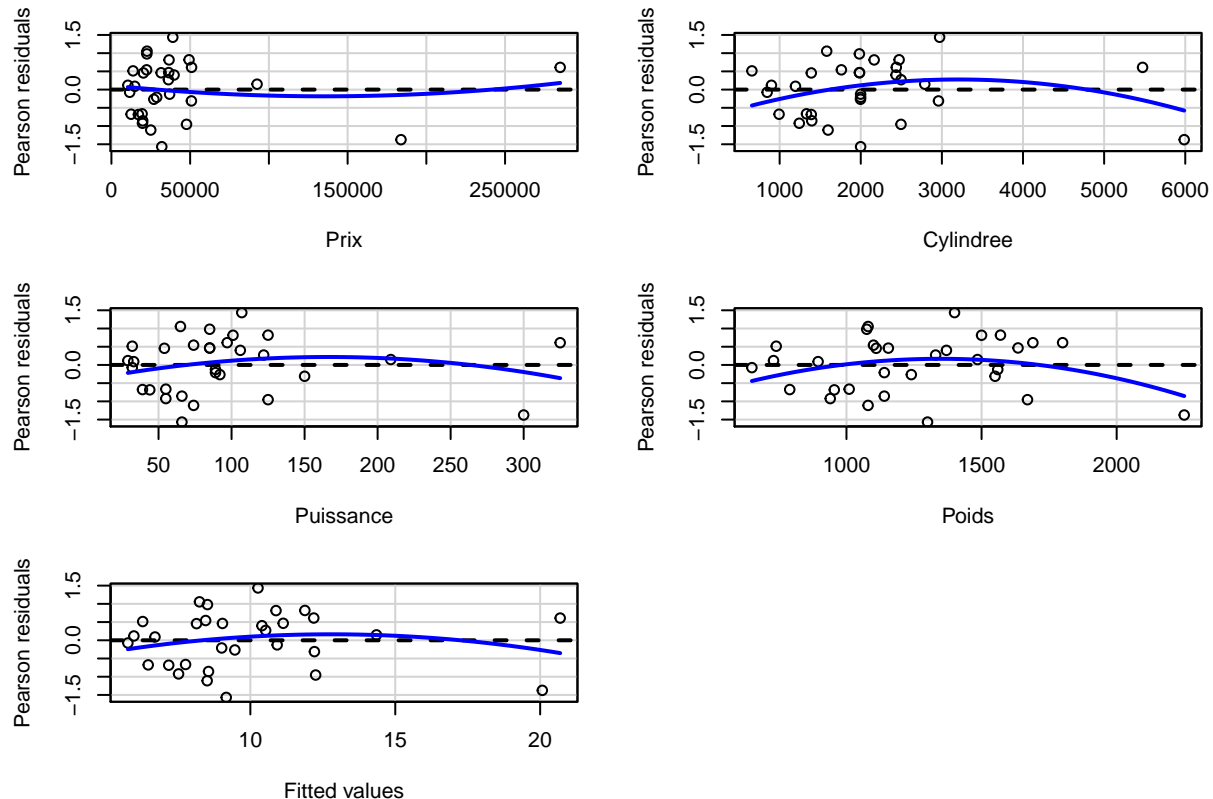 Pearson residuals
1.5
0.0
−1.5
0 50000 150000 250000
Prix
Pearson residuals
1.5
0.0
−1.5
1000 2000 3000 4000 5000 6000
Cylindree
Pearson residuals
1.5
0.0
−1.5
50 100 150 200 250 300
Puissance
Pearson residuals
1.5
0.0
−1.5
1000 1500 2000
Poids
Pearson residuals
1.5
0.0
−1.5
10 15 20
Fitted values